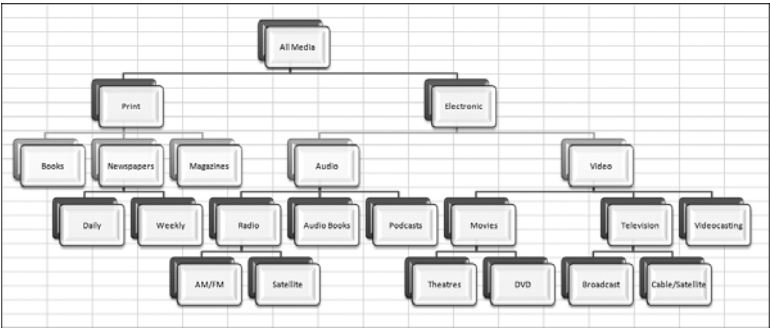 All Media
Print
Electronic
Books
Newspapers
Magazines
Audio
Video
Daily
Weekly
Radio
Audio Books
Podcasts
Movies
Television
Videocasting
AM/FM
Satellite
Theatres
DVD
Broadcast
Cable/Satellite